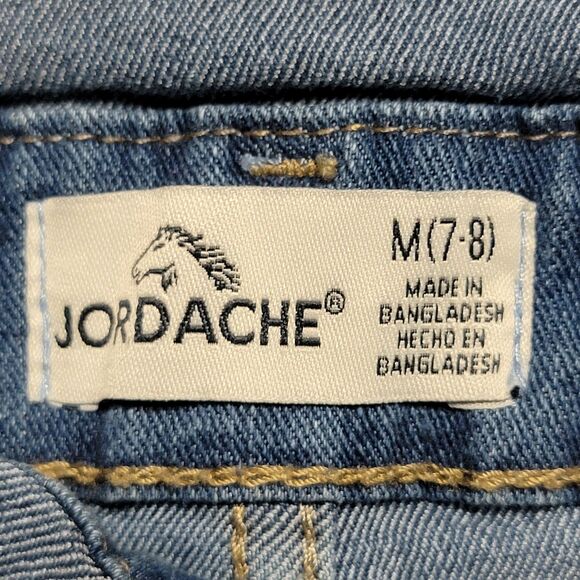 JORDACHE®
M(7-8)
MADE IN
BANGLADESH
HECHO EN
BANGLADESH